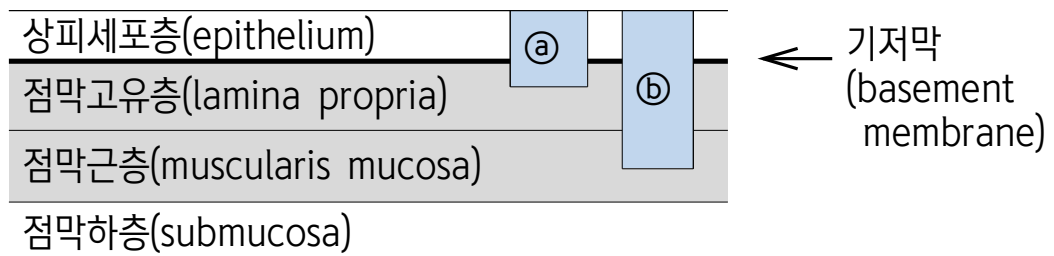 상피세포층(epithelium)
ⓐ
기저막
(basement
membrane)
점막고유층(lamina propria)
ⓑ
점막근층(muscularis mucosa)
점막하층(submucosa)